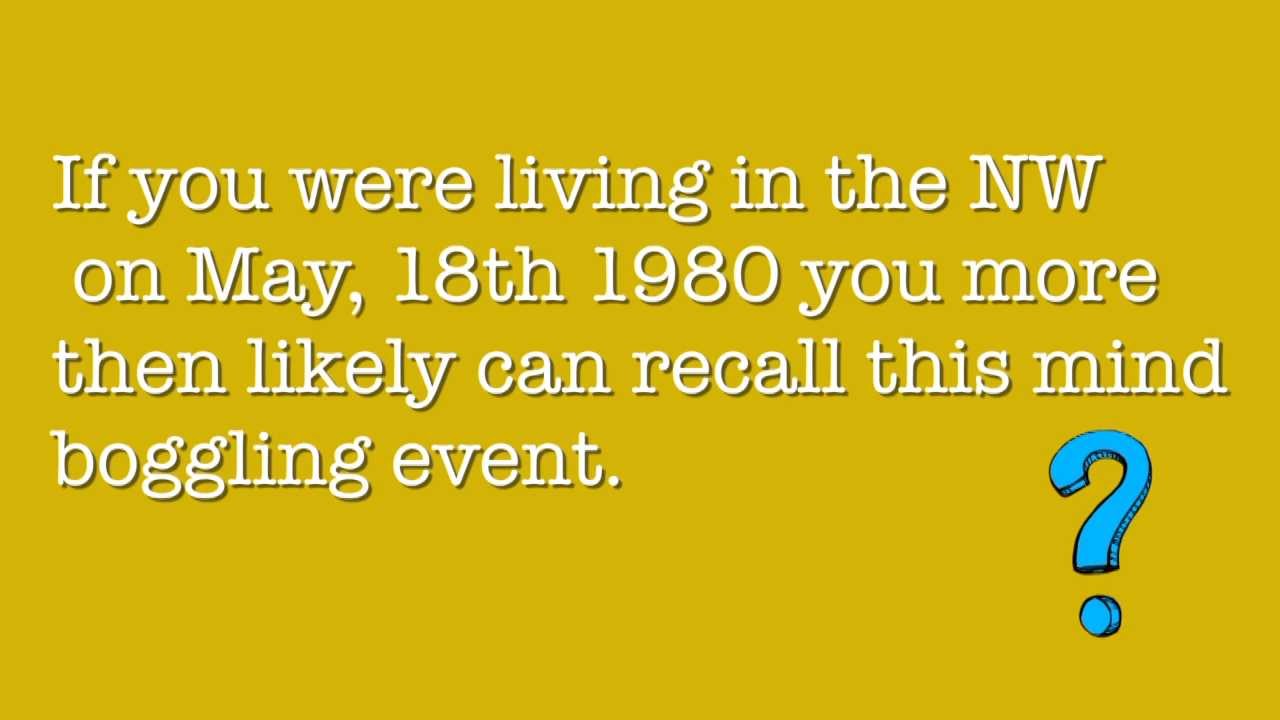 If you were living in the NW
on May, 18th 1980 you more
then likely can recall this mind
boggling event.
?